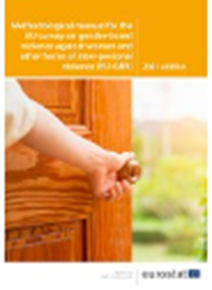 Methodological manual for the
EU survey on gender-based
violence against women and
other forms of inter-personal
violence (EU-GBV)
2021 edition
eurostat